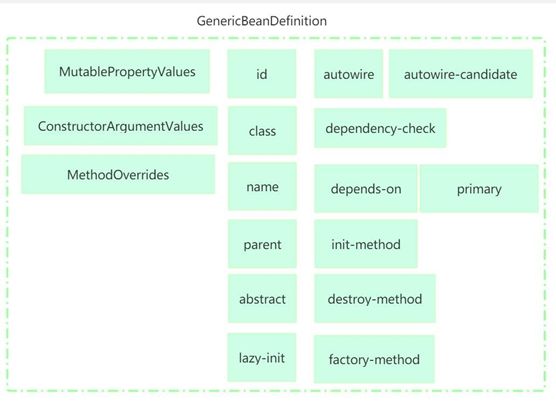 GenericBeanDefinition
MutablePropertyValues
id
autowire
autowire-candidate
ConstructorArgumentValues
class
dependency-check
MethodOverrides
name
depends-on
primary
parent
init-method
abstract
destroy-method
lazy-init
factory-method